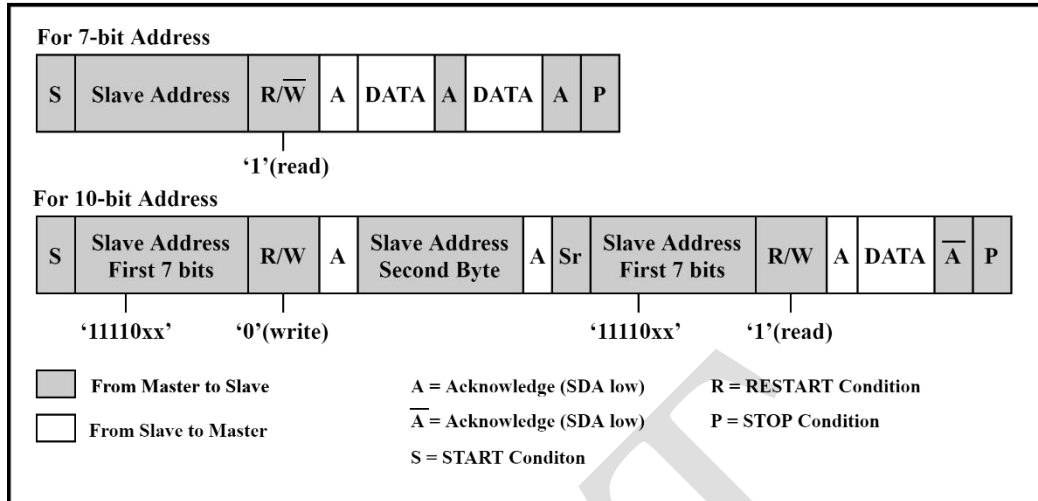 For 7-bit Address
S Slave Address R/W̅ A DATA A DATA A P
‘1’(read)
For 10-bit Address
S Slave Address First 7 bits R/W A Slave Address Second Byte A Sr Slave Address First 7 bits R/W A DATA A̅ P
‘11110xx’ ‘0’(write) ‘11110xx’ ‘1’(read)
From Master to Slave A = Acknowledge (SDA low) R = RESTART Condition
From Slave to Master A̅ = Acknowledge (SDA low) P = STOP Condition
S = START Conditon
T